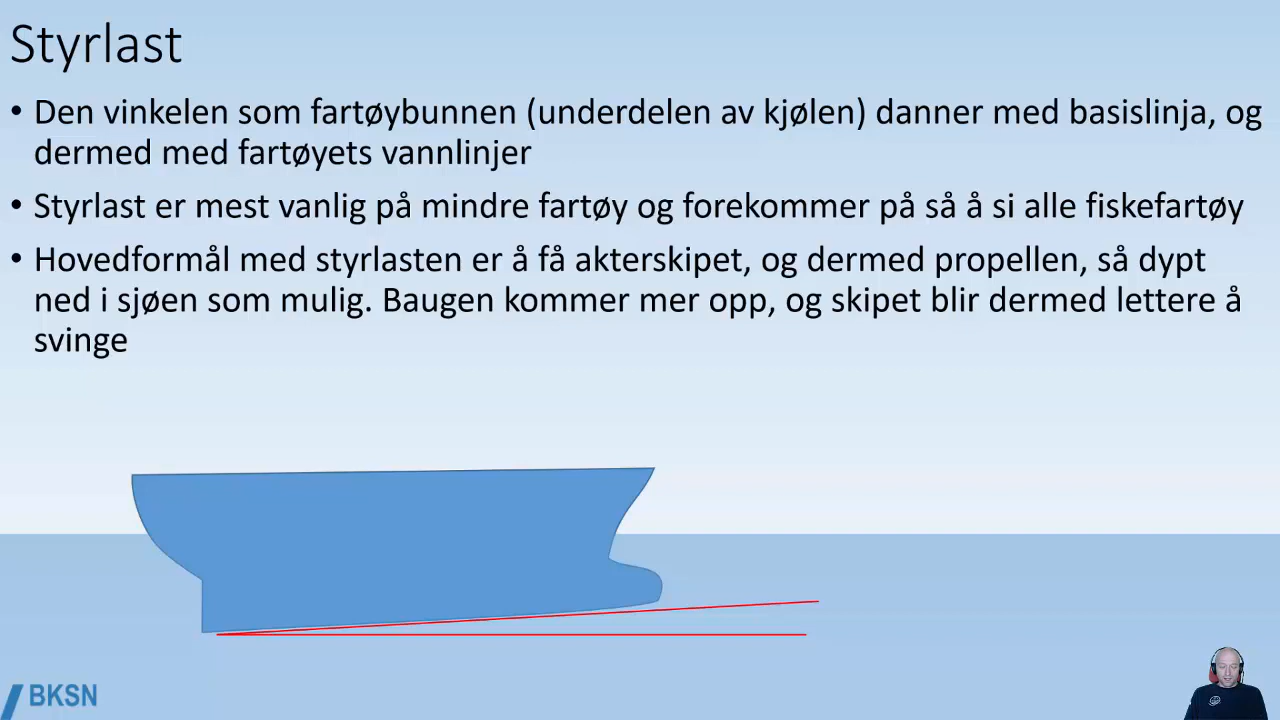 Styrlast
• Den vinkelen som fartøybunnen (underdelen av kjølen) danner med basislinja, og
dermed med fartøyets vannlinjer
• Styrlast er mest vanlig på mindre fartøy og forekommer på så å si alle fiskefartøy
• Hovedformål med styrlasten er å få akterskipet, og dermed propellen, så dypt
ned i sjøen som mulig. Baugen kommer mer opp, og skipet blir dermed lettere å
svinge
BKSN